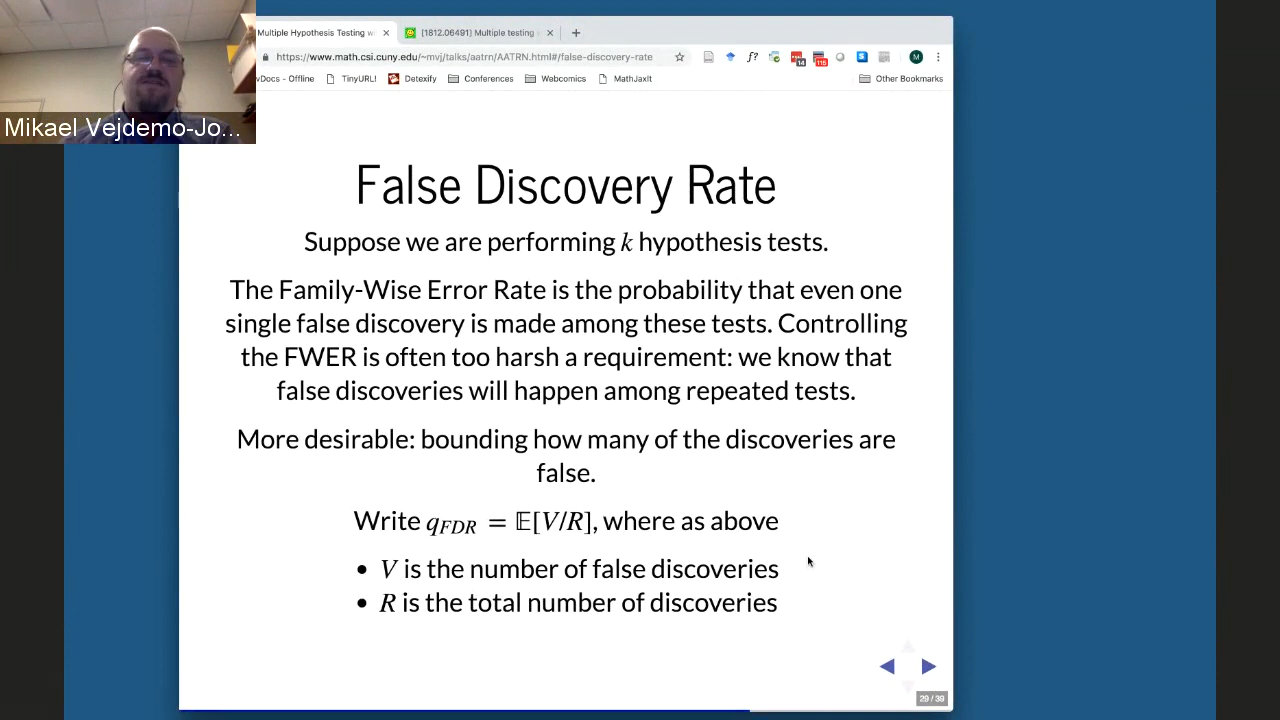 Multiple Hypothesis Testing w
[1812.06491] Multiple testing
https://www.math.csi.cuny.edu/~mvj/talks/aatrn/AATRN.html#/false-discovery-rate
14
115
M
vDocs - Offline
TinyURL!
Detexify
Conferences
Webcomics
MathJaxIt
Other Bookmarks
Mikael Vejdemo-Jo...
False Discovery Rate
Suppose we are performing k hypothesis tests.
The Family-Wise Error Rate is the probability that even one
single false discovery is made among these tests. Controlling
the FWER is often too harsh a requirement: we know that
false discoveries will happen among repeated tests.
More desirable: bounding how many of the discoveries are
false.
Write q_FDR = 𝔼[V/R], where as above
• V is the number of false discoveries
• R is the total number of discoveries
29 / 39